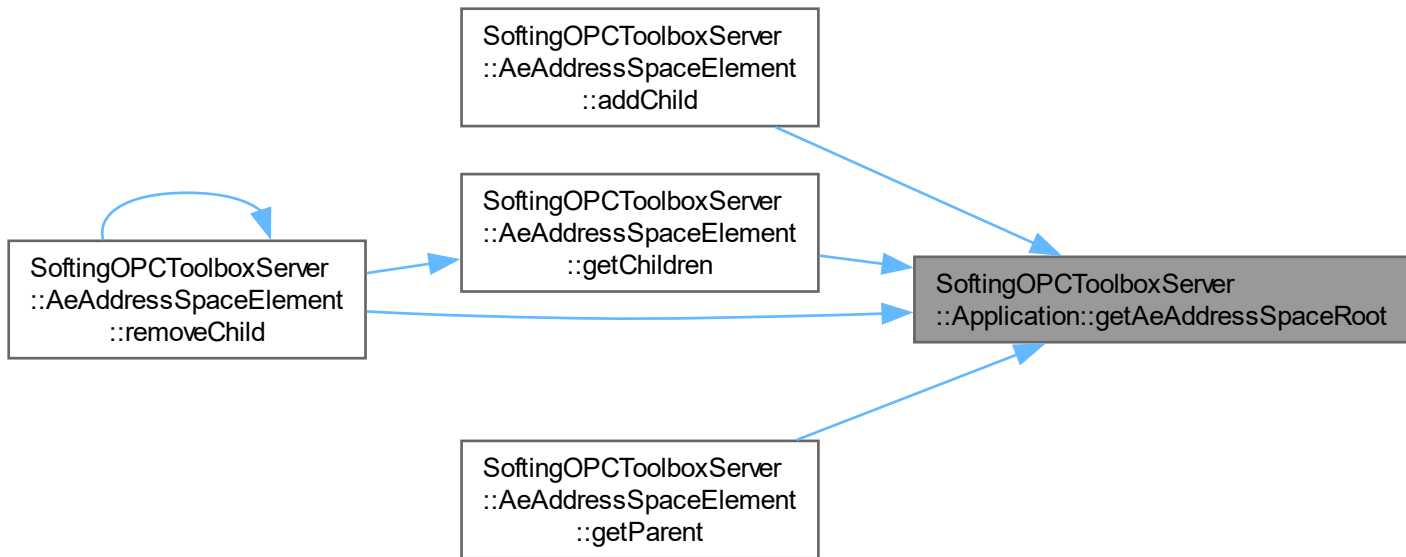 SoftingOPCToolboxServer
::AeAddressSpaceElement
::addChild
SoftingOPCToolboxServer
::AeAddressSpaceElement
::getChildren
SoftingOPCToolboxServer
::AeAddressSpaceElement
::removeChild
SoftingOPCToolboxServer
::Application::getAeAddressSpaceRoot
SoftingOPCToolboxServer
::AeAddressSpaceElement
::getParent